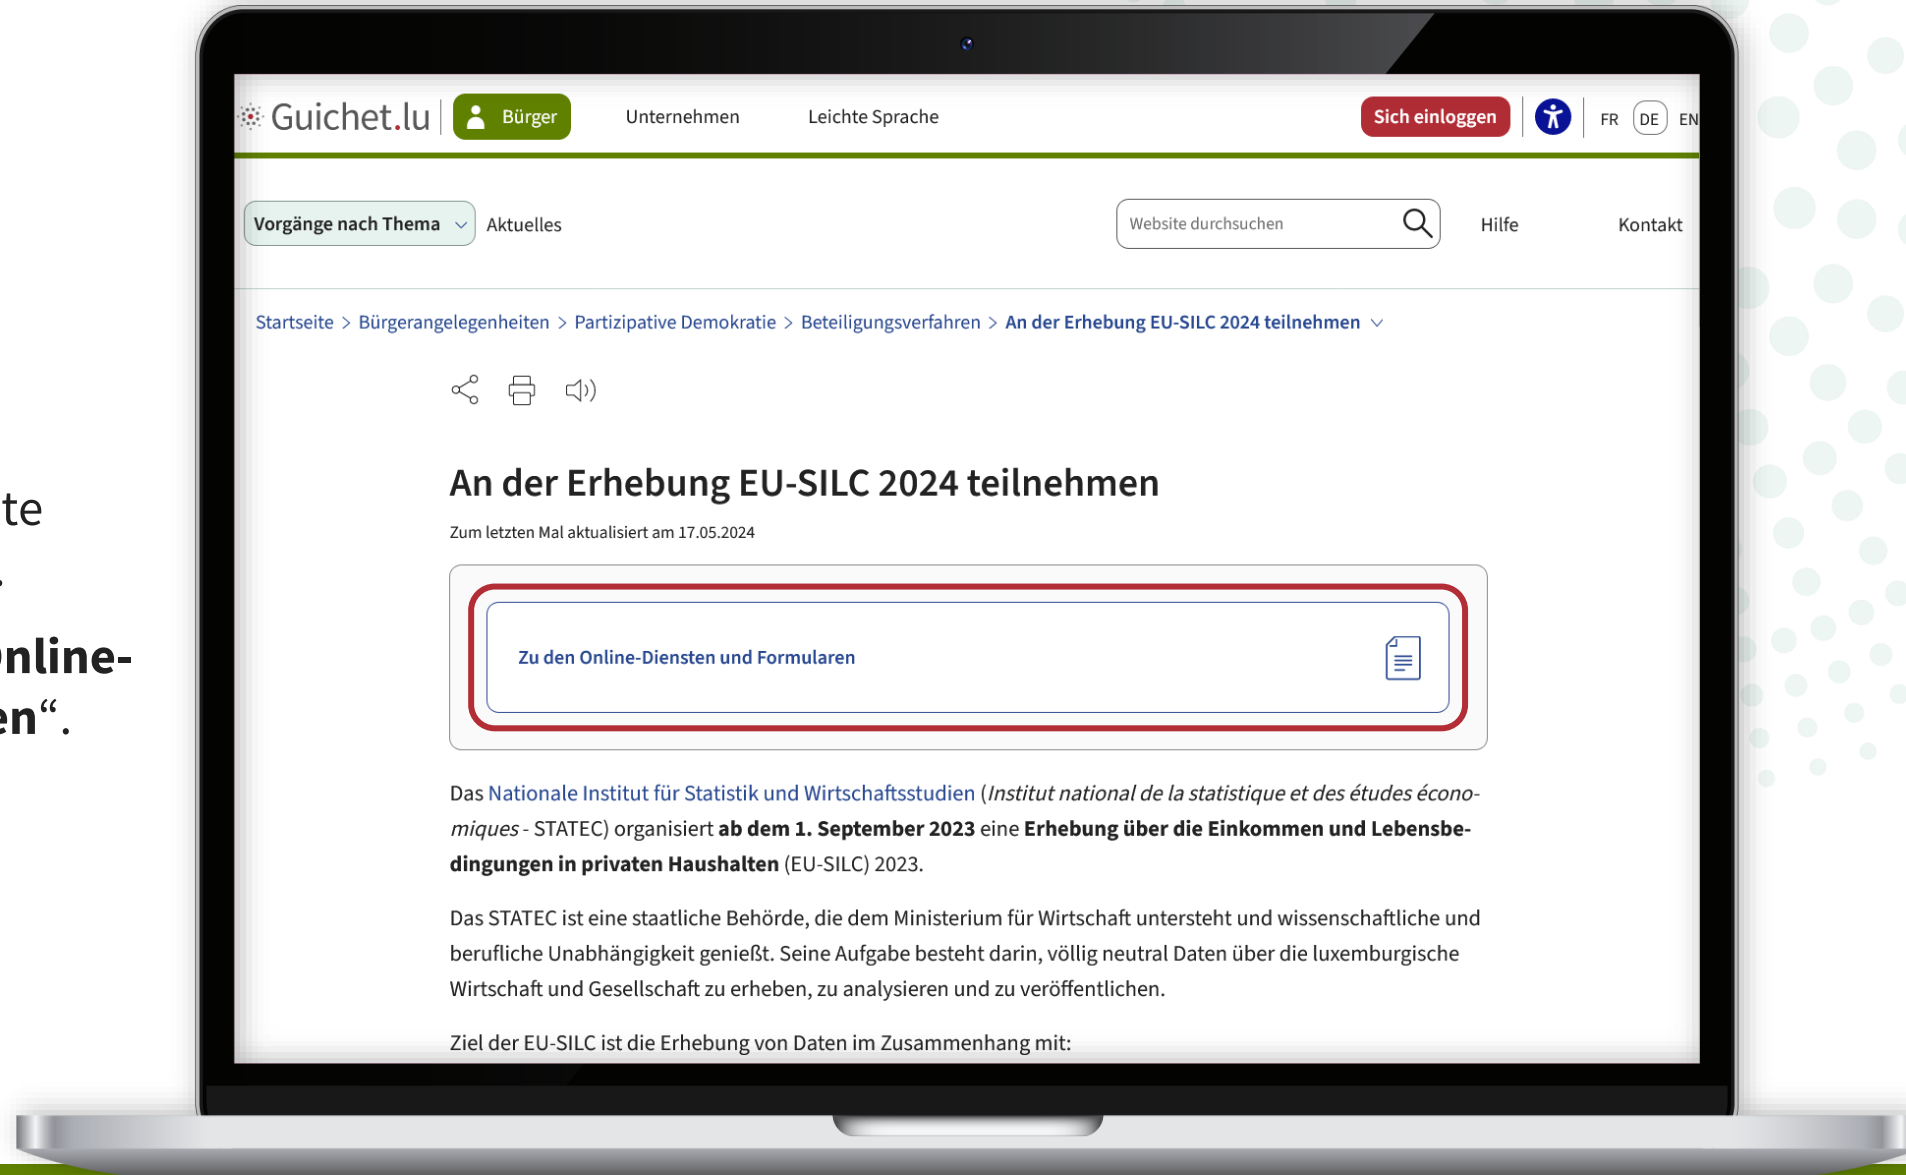 Guichet.lu
Bürger
Unternehmen
Leichte Sprache
Sich einloggen
FR
DE
EN
Vorgänge nach Thema
Aktuelles
Website durchsuchen
Hilfe
Kontakt
Startseite > Bürgerangelegenheiten > Partizipative Demokratie > Beteiligungsverfahren > An der Erhebung EU-SILC 2024 teilnehmen
An der Erhebung EU-SILC 2024 teilnehmen
Zum letzten Mal aktualisiert am 17.05.2024
te
.
nline-
en“.
Zu den Online-Diensten und Formularen
Das Nationale Institut für Statistik und Wirtschaftsstudien (Institut national de la statistique et des études écono-
miques - STATEC) organisiert ab dem 1. September 2023 eine Erhebung über die Einkommen und Lebensbe-
dingungen in privaten Haushalten (EU-SILC) 2023.
Das STATEC ist eine staatliche Behörde, die dem Ministerium für Wirtschaft untersteht und wissenschaftliche und
berufliche Unabhängigkeit genießt. Seine Aufgabe besteht darin, völlig neutral Daten über die luxemburgische
Wirtschaft und Gesellschaft zu erheben, zu analysieren und zu veröffentlichen.
Ziel der EU-SILC ist die Erhebung von Daten im Zusammenhang mit: